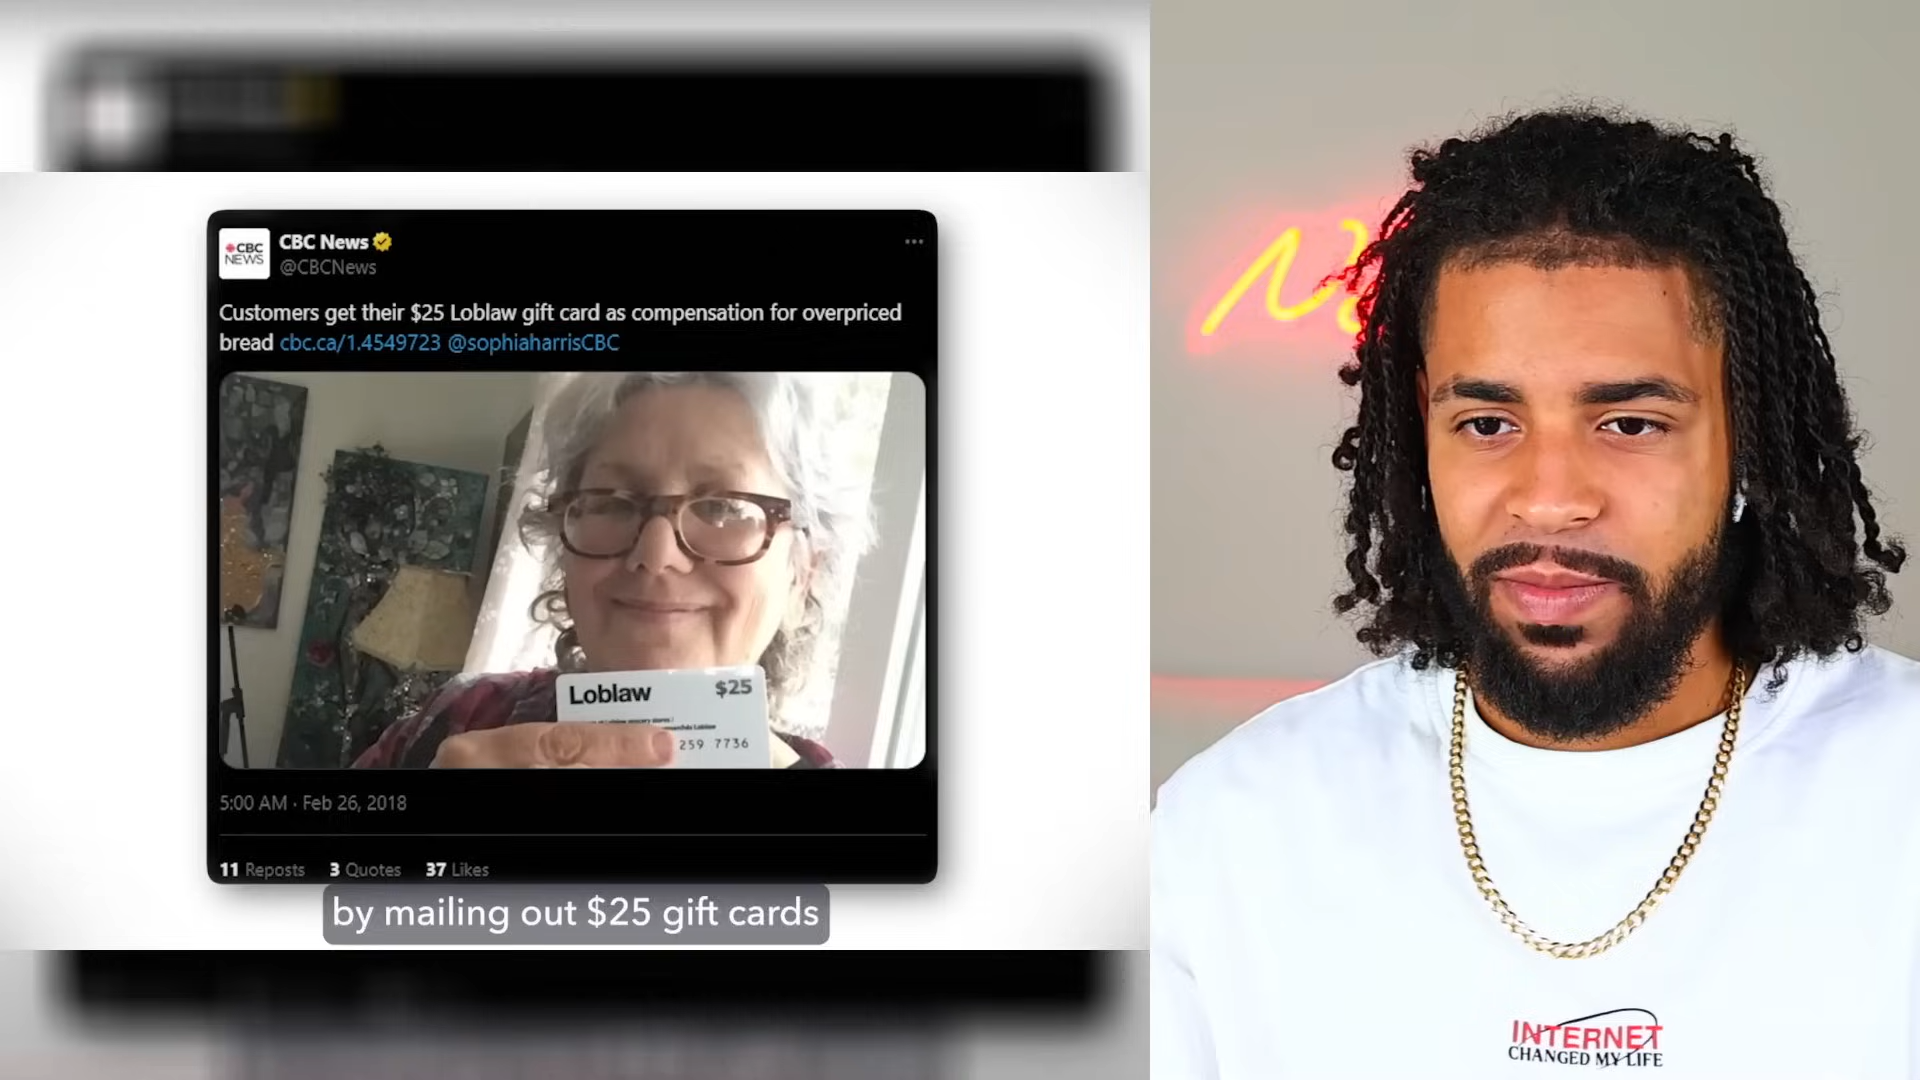 CBC
NEWS
CBC News
@CBCNews
Customers get their $25 Loblaw gift card as compensation for overpriced
bread cbc.ca/1.4549723 @sophiaharrisCBC
Loblaw $25
259 7736
5:00 AM · Feb 26, 2018
11 Reposts 3 Quotes 37 Likes
by mailing out $25 gift cards
INTERNET
CHANGED MY LIFE